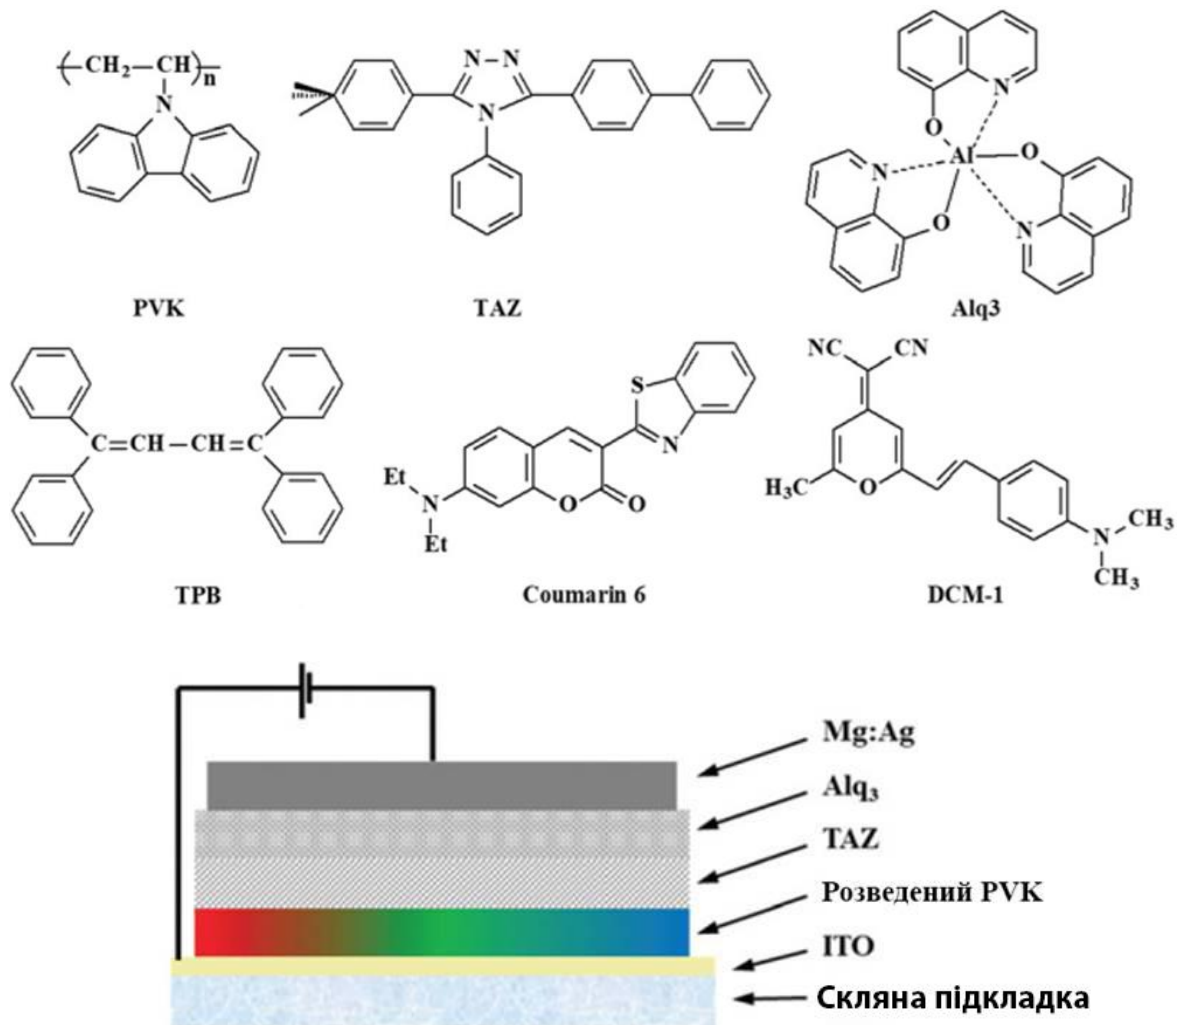 (CH₂—CH)n
N
N–N
N
O
N
Al
O
N
O
N
PVK
TAZ
Alq3
C=CH—CH=C
S
N
Et
N
O
O
Et
NC
CN
H₃C
O
N
CH₃
CH₃
TPB
Coumarin 6
DCM-1
Mg:Ag
Alq₃
TAZ
Розведений PVK
ITO
Скляна підкладка